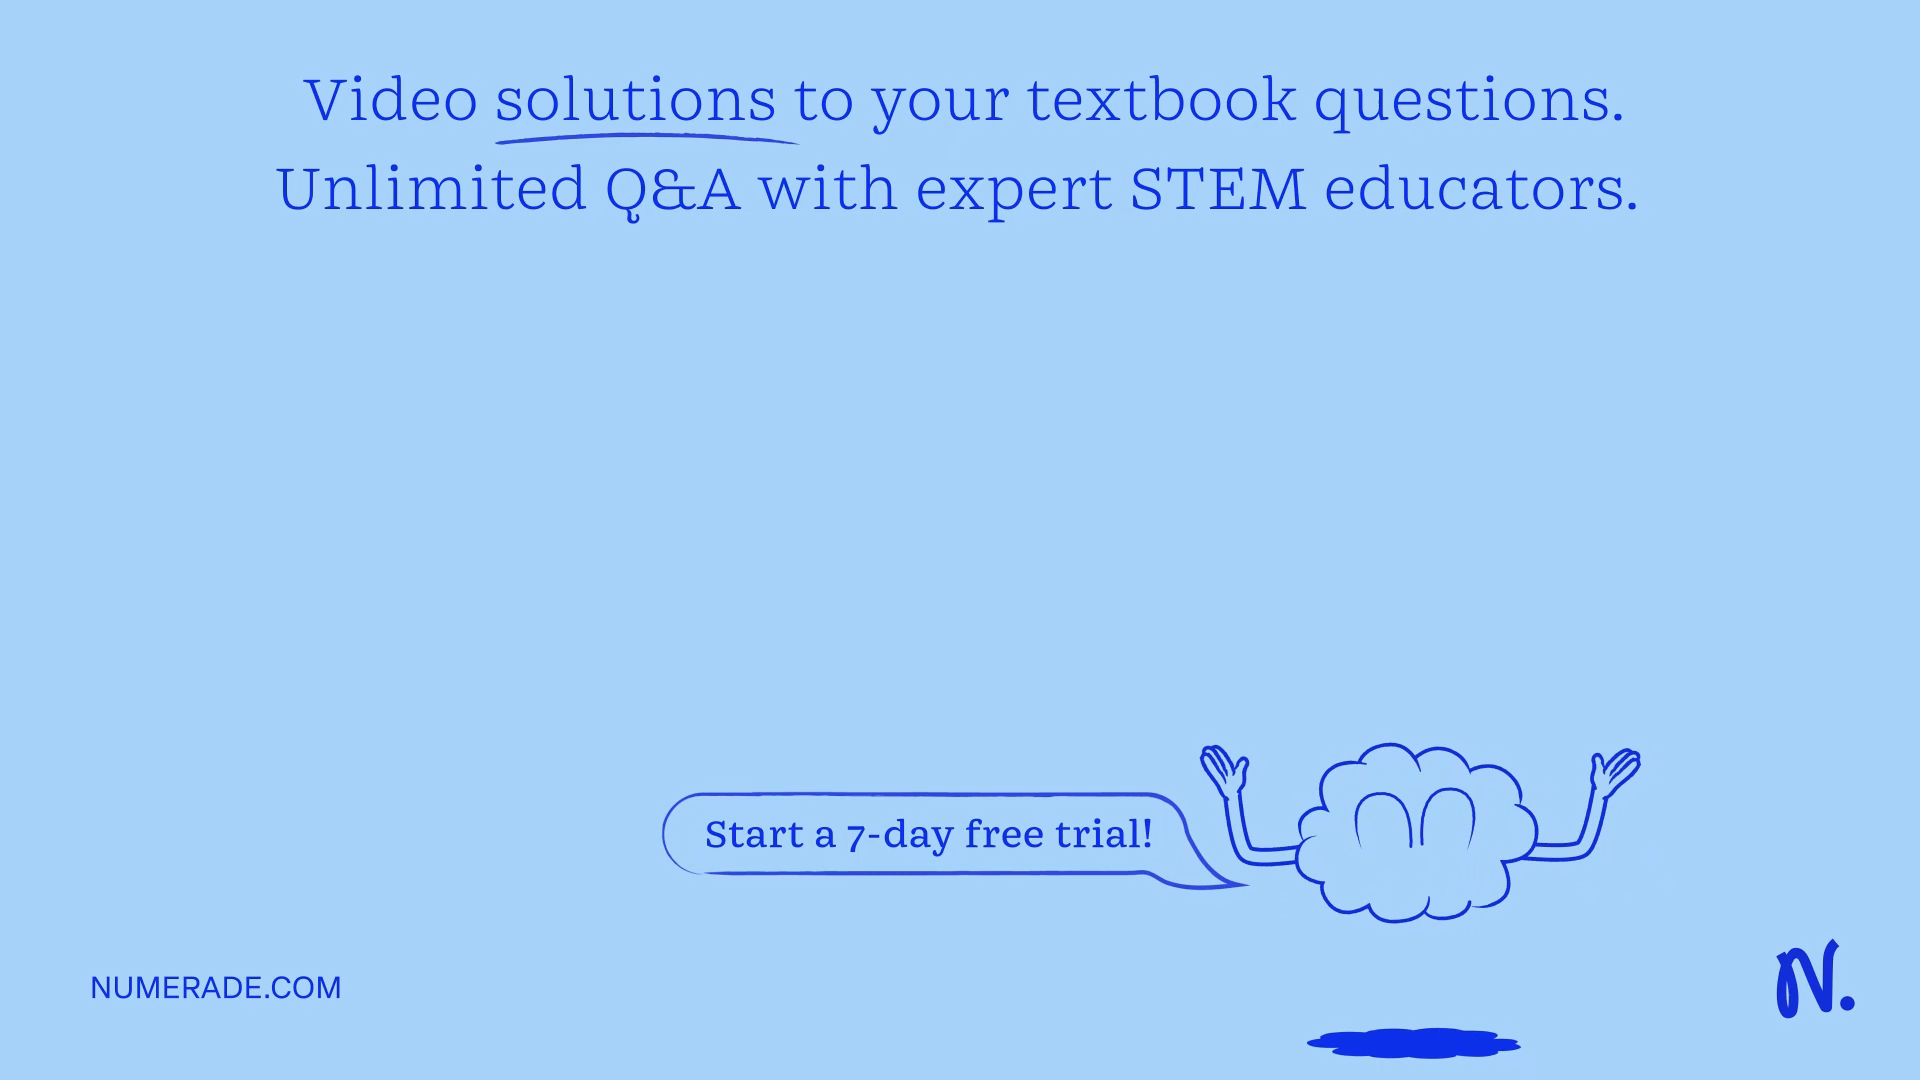 Video solutions to your textbook questions.
Unlimited Q&A with expert STEM educators.
Start a 7-day free trial!
NUMERADE.COM
N.